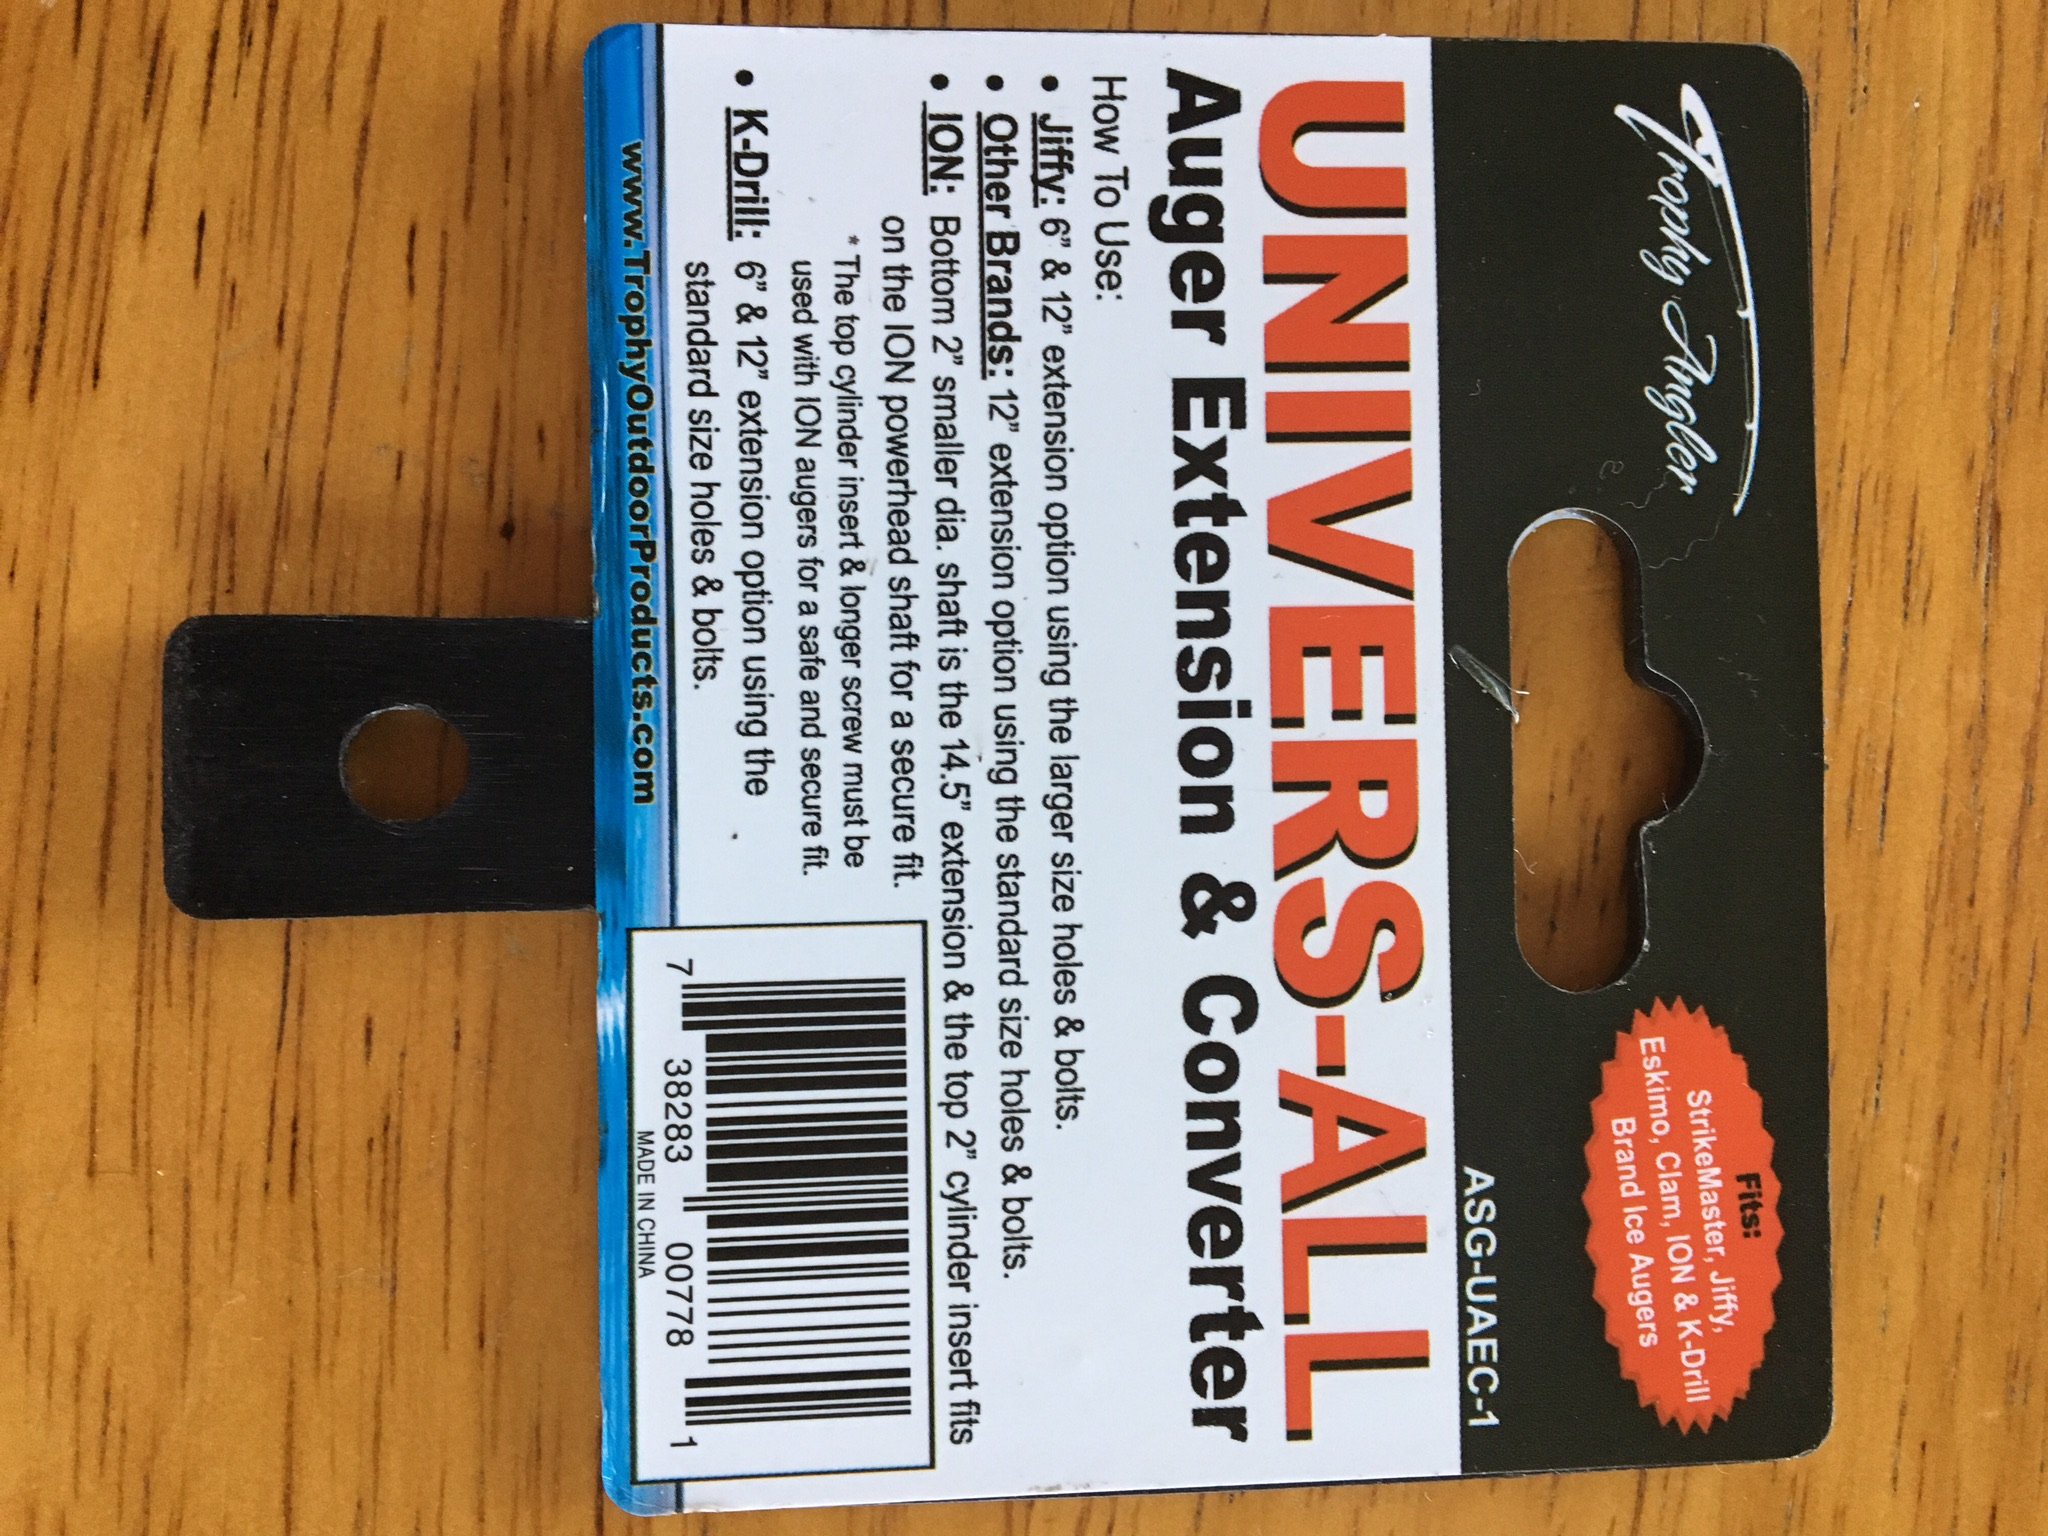 Trophy Angler
Fits:
StrikeMaster, Jiffy,
Eskimo, Clam, ION & K-Drill
Brand Ice Augers
ASG-UAEC-1
UNIVERS-ALL
Auger Extension & Converter
How To Use:
• Jiffy: 6” & 12” extension option using the larger size holes & bolts.
• Other Brands: 12” extension option using the standard size holes & bolts.
• ION: Bottom 2” smaller dia. shaft is the 14.5” extension & the top 2” cylinder insert fits
on the ION powerhead shaft for a secure fit.
* The top cylinder insert & longer screw must be
used with ION augers for a safe and secure fit.
• K-Drill: 6” & 12” extension option using the
standard size holes & bolts.
www.TrophyOutdoorProducts.com
7 38283 00778 1
MADE IN CHINA